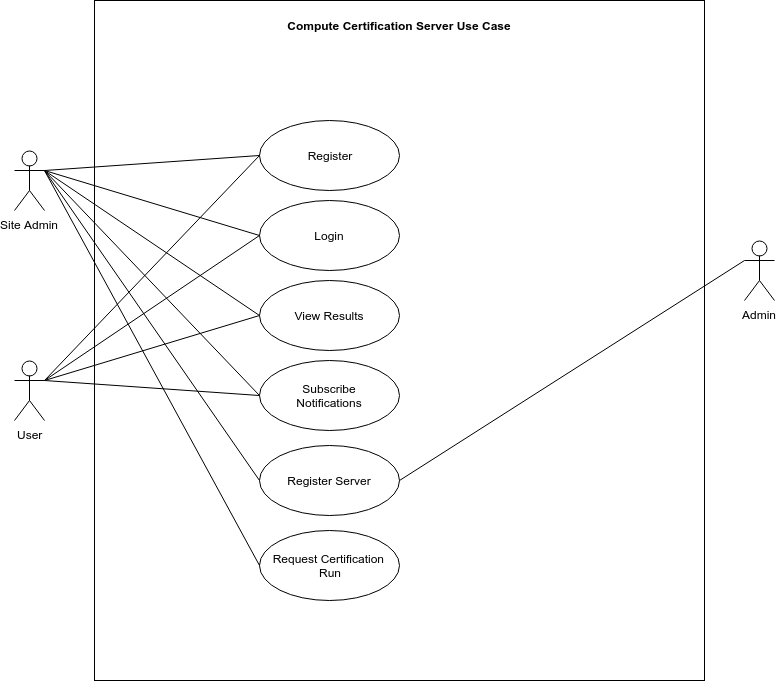 Compute Certification Server Use Case
Register
Site Admin
Login
View Results
Admin
Subscribe
Notifications
User
Register Server
Request Certification
Run